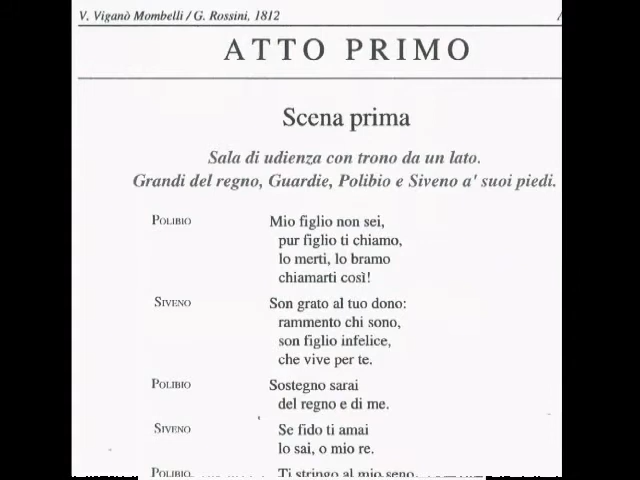 V. Viganò Mombelli / G. Rossini, 1812
ATTO PRIMO
Scena prima
Sala di udienza con trono da un lato.
Grandi del regno, Guardie, Polibio e Siveno a' suoi piedi.
POLIBIO Mio figlio non sei,
pur figlio ti chiamo,
lo merti, lo bramo
chiamarti così!
SIVENO Son grato al tuo dono:
rammento chi sono,
son figlio infelice,
che vive per te.
POLIBIO Sostegno sarai
del regno e di me.
SIVENO Se fido ti amai
lo sai, o mio re.
POLIBIO Ti stringo al mio seno,